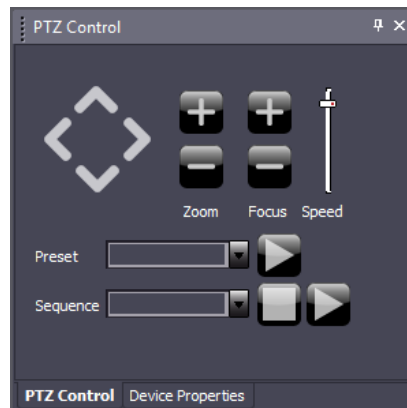 PTZ Control
Zoom Focus Speed
Preset
Sequence
PTZ Control Device Properties